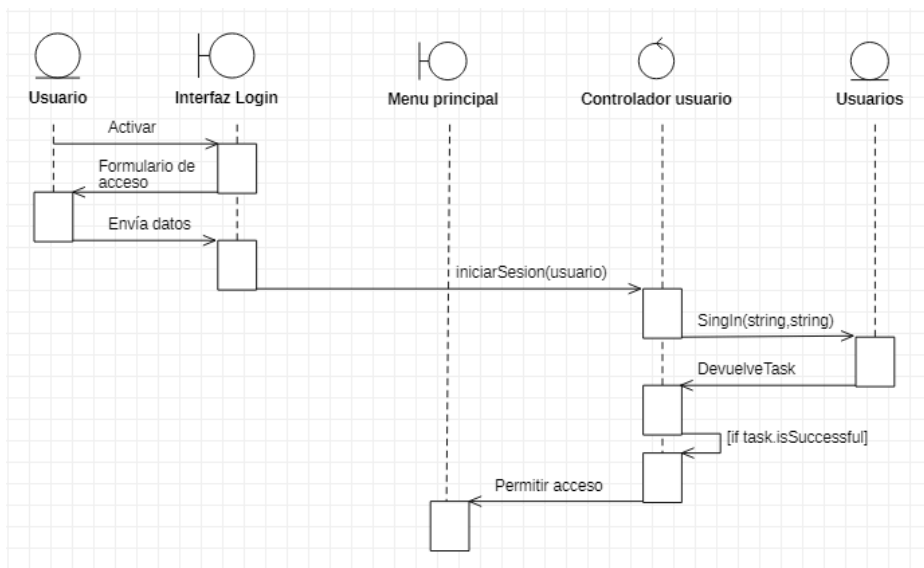 Usuario
Interfaz Login
Menu principal
Controlador usuario
Usuarios
Activar
Formulario de
acceso
Envía datos
iniciarSesion(usuario)
SingIn(string,string)
DevuelveTask
[if task.isSuccessful]
Permitir acceso